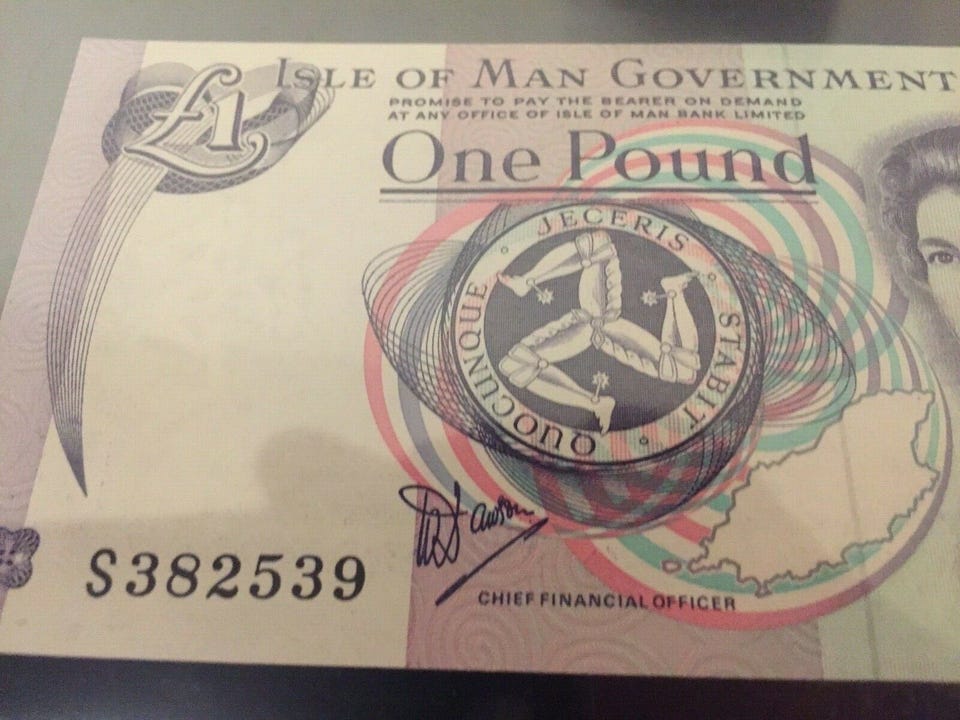 £1
ISLE OF MAN GOVERNMENT
PROMISE TO PAY THE BEARER ON DEMAND
AT ANY OFFICE OF ISLE OF MAN BANK LIMITED
One Pound
QUOCUNQUE JECERIS STABIT
S382539
CHIEF FINANCIAL OFFICER